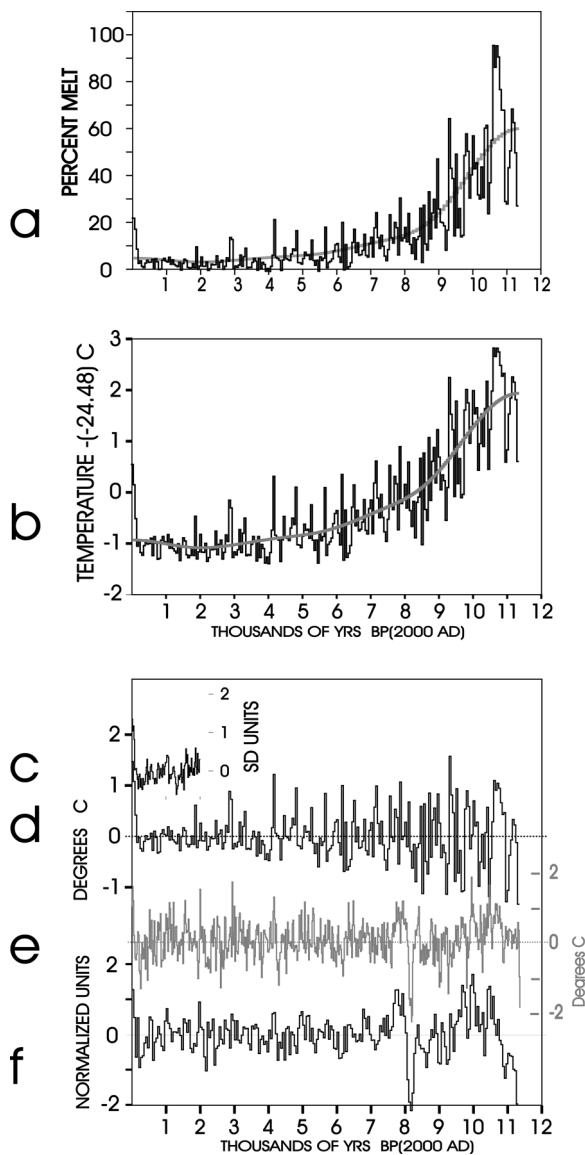 a
PERCENT MELT
100
80
60
40
20
0
1 2 3 4 5 6 7 8 9 10 11 12
b
TEMPERATURE -(-24.48) C
3
2
1
0
-1
-2
1 2 3 4 5 6 7 8 9 10 11 12
THOUSANDS OF YRS BP(2000 AD)
c
2
1
0
SD UNITS
d
DEGREES C
2
1
0
-1
e
2
0
-2
Degrees C
f
NORMALIZED UNITS
2
0
-2
1 2 3 4 5 6 7 8 9 10 11 12
THOUSANDS OF YRS BP(2000 AD)